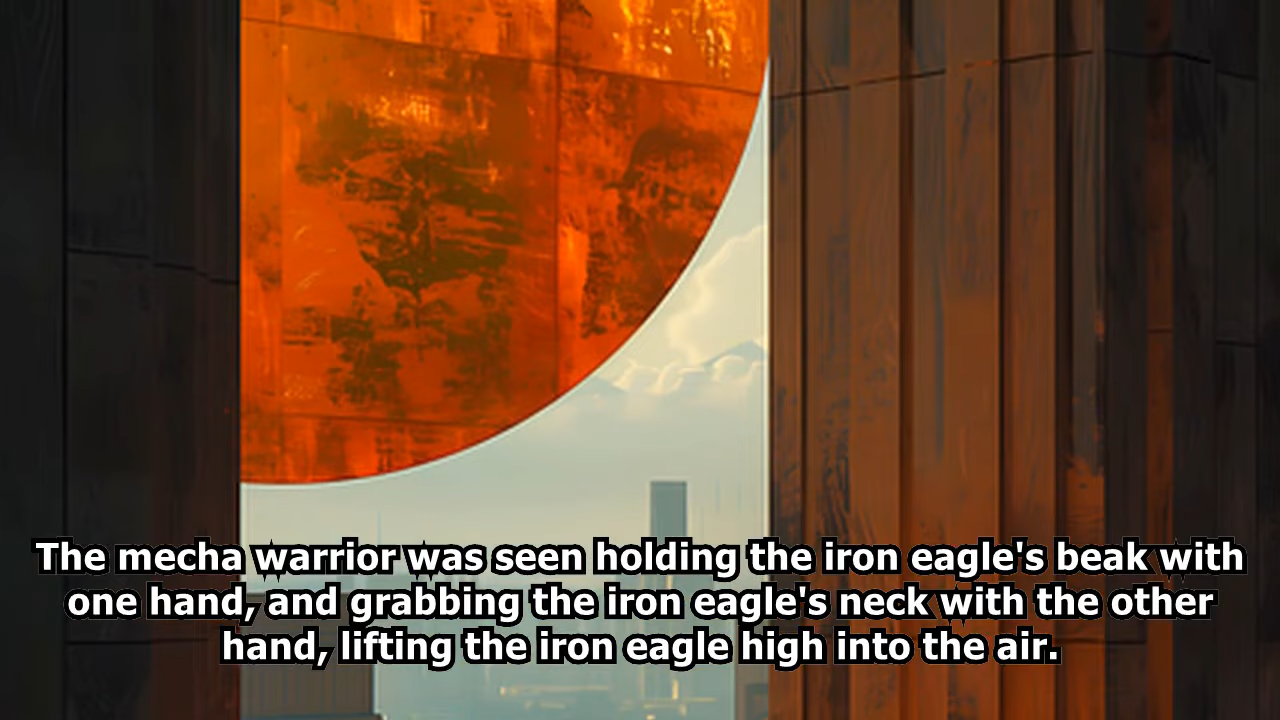 The mecha warrior was seen holding the iron eagle's beak with
one hand, and grabbing the iron eagle's neck with the other
hand, lifting the iron eagle high into the air.